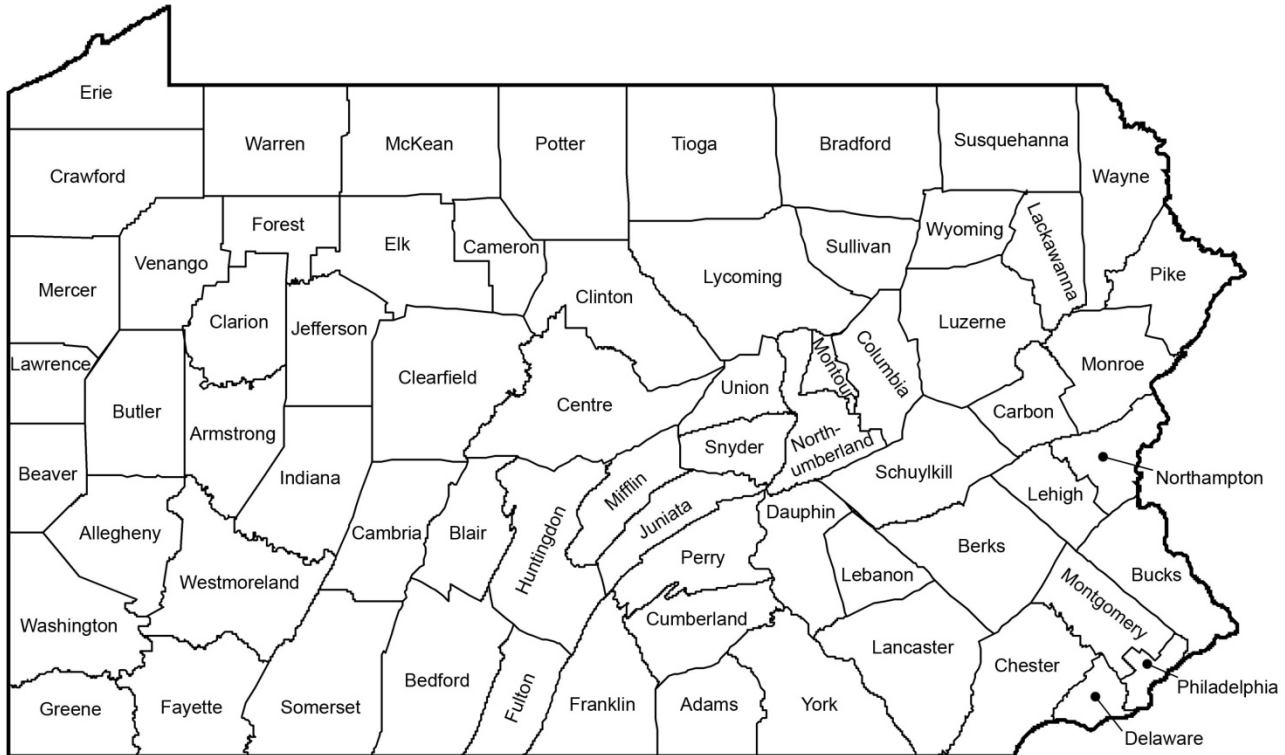 Erie
Warren
McKean
Potter
Tioga
Bradford
Susquehanna
Wayne
Crawford
Forest
Elk
Cameron
Sullivan
Wyoming
Lackawanna
Venango
Mercer
Lycoming
Pike
Clarion
Jefferson
Clinton
Luzerne
Lawrence
Clearfield
Centre
Union
Montour
Columbia
Monroe
Butler
Armstrong
Snyder
North-
umberland
Carbon
Beaver
Indiana
Mifflin
Schuylkill
Northampton
Lehigh
Allegheny
Cambria
Blair
Huntingdon
Juniata
Dauphin
Perry
Berks
Westmoreland
Lebanon
Bucks
Washington
Cumberland
Montgomery
Lancaster
Chester
Greene
Fayette
Somerset
Bedford
Fulton
Franklin
Adams
York
Philadelphia
Delaware